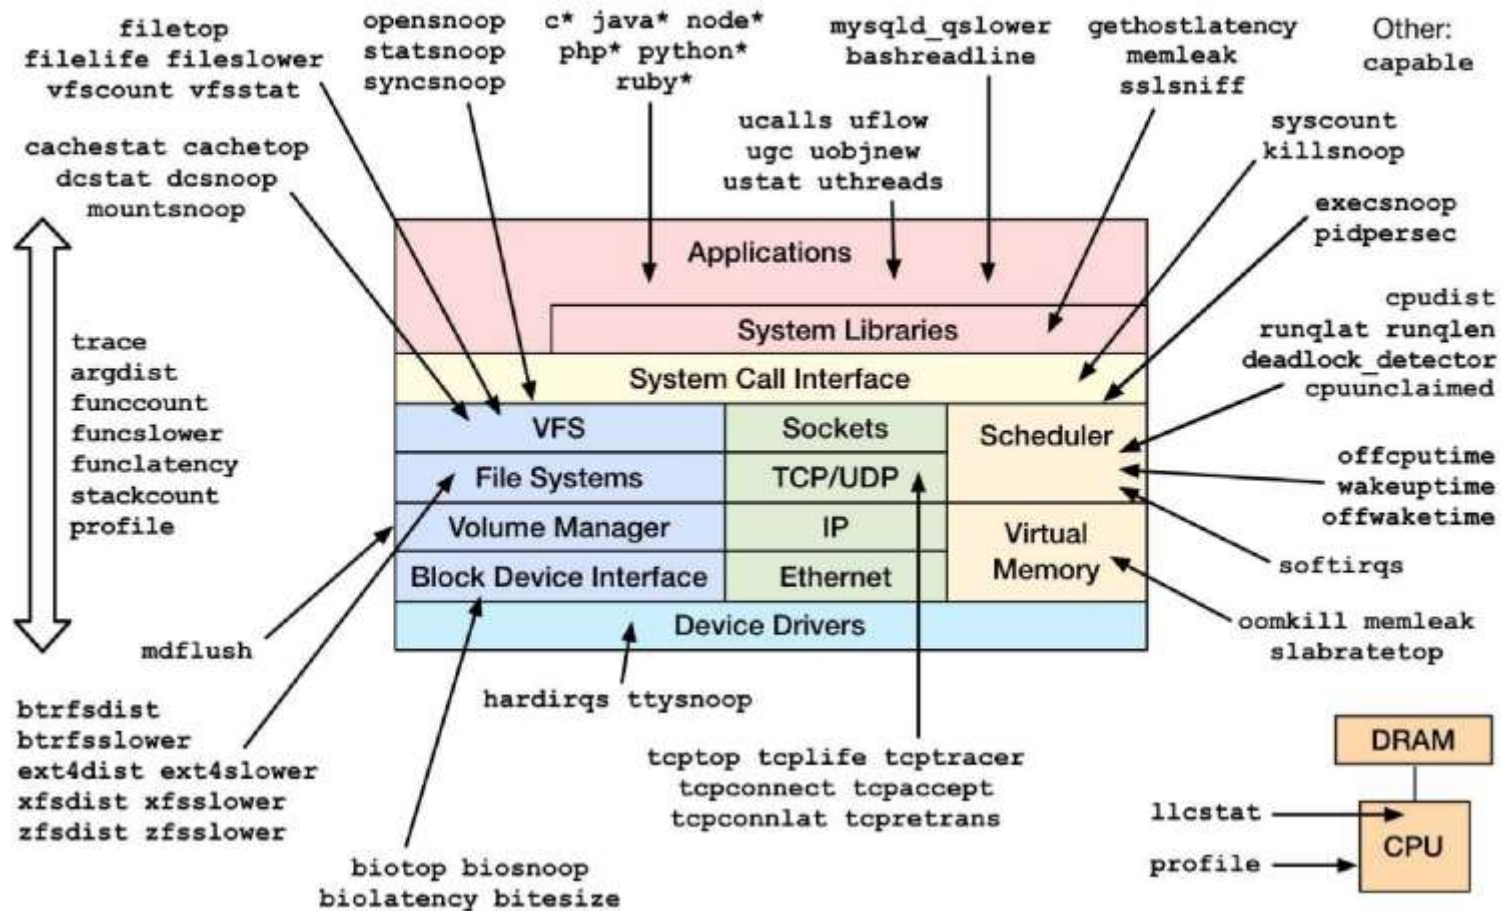 filetop
filelife fileslower
vfscount vfsstat
opensnoop
statsnoop
syncsnoop
c* java* node*
php* python*
ruby*
mysqld_qslower
bashreadline
gethostlatency
memleak
sslsniff
Other:
capable
cachestat cachetop
dcstat dcsnoop
mountsnoop
ucalls uflow
ugc uobjnew
ustat uthreads
syscount
killsnoop
execsnoop
pidpersec
Applications
System Libraries
System Call Interface
VFS
Sockets
Scheduler
File Systems
TCP/UDP
Volume Manager
IP
Virtual
Memory
Block Device Interface
Ethernet
Device Drivers
trace
argdist
funccount
funcslower
funclatency
stackcount
profile
cpudist
runqlat runqlen
deadlock_detector
cpuunclaimed
offcputime
wakeuptime
offwaketime
softirqs
oomkill memleak
slabratetop
mdflush
hardirqs ttysnoop
btrfsdist
btrfsslower
ext4dist ext4slower
xfsdist xfsslower
zfsdist zfsslower
tcptop tcplife tcptracer
tcpconnect tcpaccept
tcpconnlat tcpretrans
biotop biosnoop
biolatency bitesize
DRAM
llcstat
CPU
profile